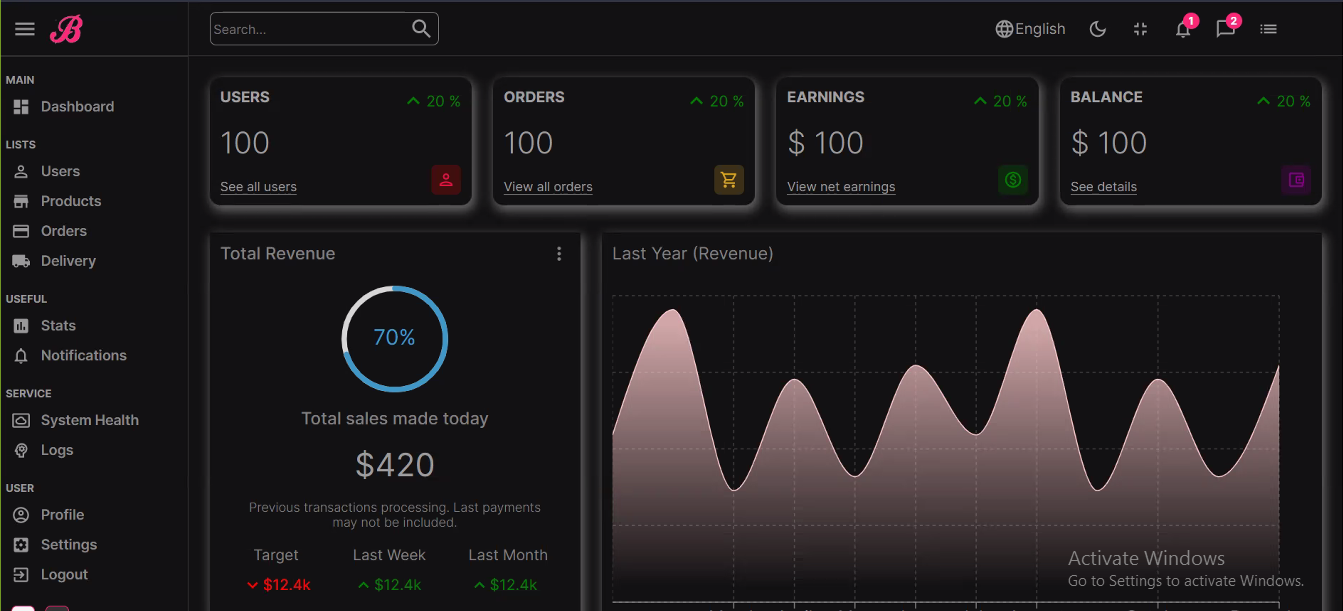 B
Search...
English
1
2
MAIN
Dashboard
LISTS
Users
Products
Orders
Delivery
USEFUL
Stats
Notifications
SERVICE
System Health
Logs
USER
Profile
Settings
Logout
USERS
20 %
100
See all users
ORDERS
20 %
100
View all orders
EARNINGS
20 %
$ 100
View net earnings
BALANCE
20 %
$ 100
See details
Total Revenue
70%
Total sales made today
$420
Previous transactions processing. Last payments
may not be included.
Target
Last Week
Last Month
$12.4k
$12.4k
$12.4k
Last Year (Revenue)
Activate Windows
Go to Settings to activate Windows.